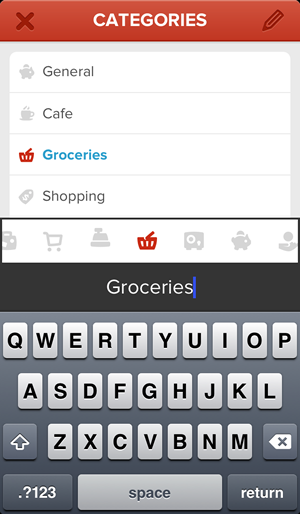 CATEGORIES
General
Cafe
Groceries
Shopping
Groceries
Q W E R T Y U I O P
A S D F G H J K L
Z X C V B N M
.?123 space return